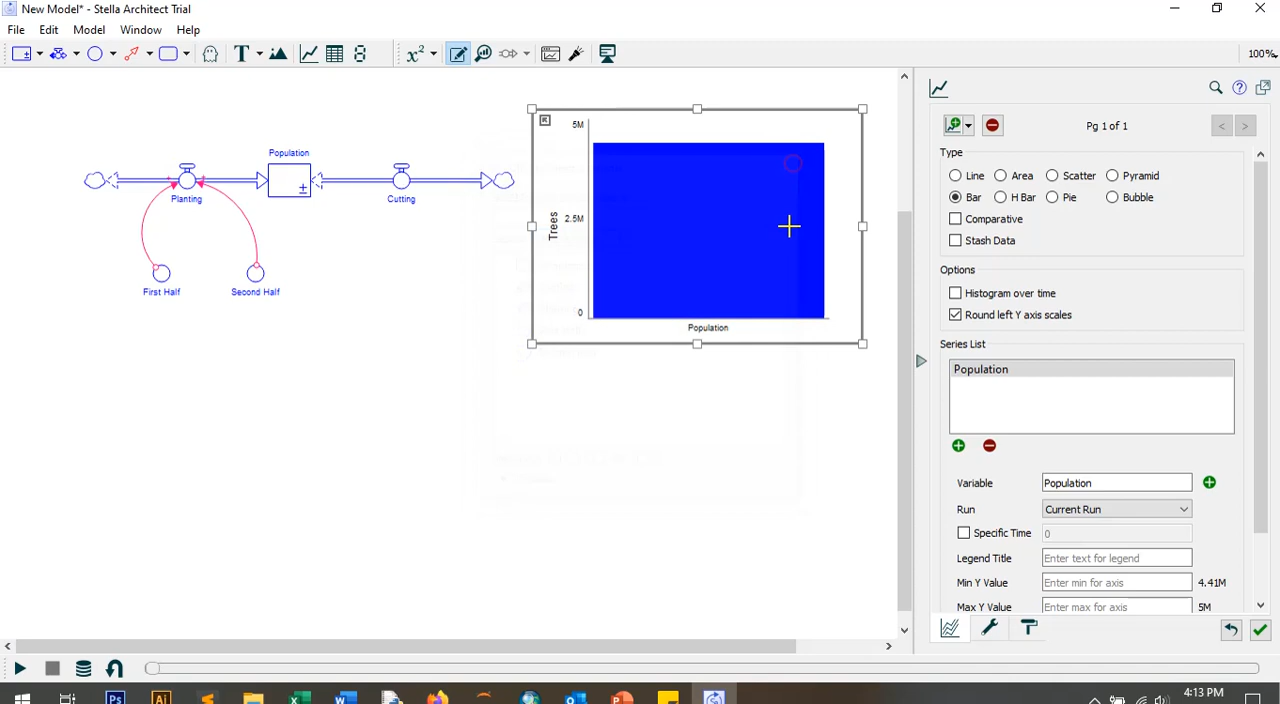 New Model* - Stella Architect Trial
File Edit Model Window Help
T x² 8 100%
Population
Planting
Cutting
First Half
Second Half
5M
2.5M
0
Trees
Population
Pg 1 of 1 < >
Type
Line Area Scatter Pyramid
Bar H Bar Pie Bubble
Comparative
Stash Data
Options
Histogram over time
Round left Y axis scales
Series List
Population
Variable Population
Run Current Run
Specific Time 0
Legend Title Enter text for legend
Min Y Value Enter min for axis 4.41M
Max Y Value Enter max for axis 5M
Ps Ai X W P
4:13 PM